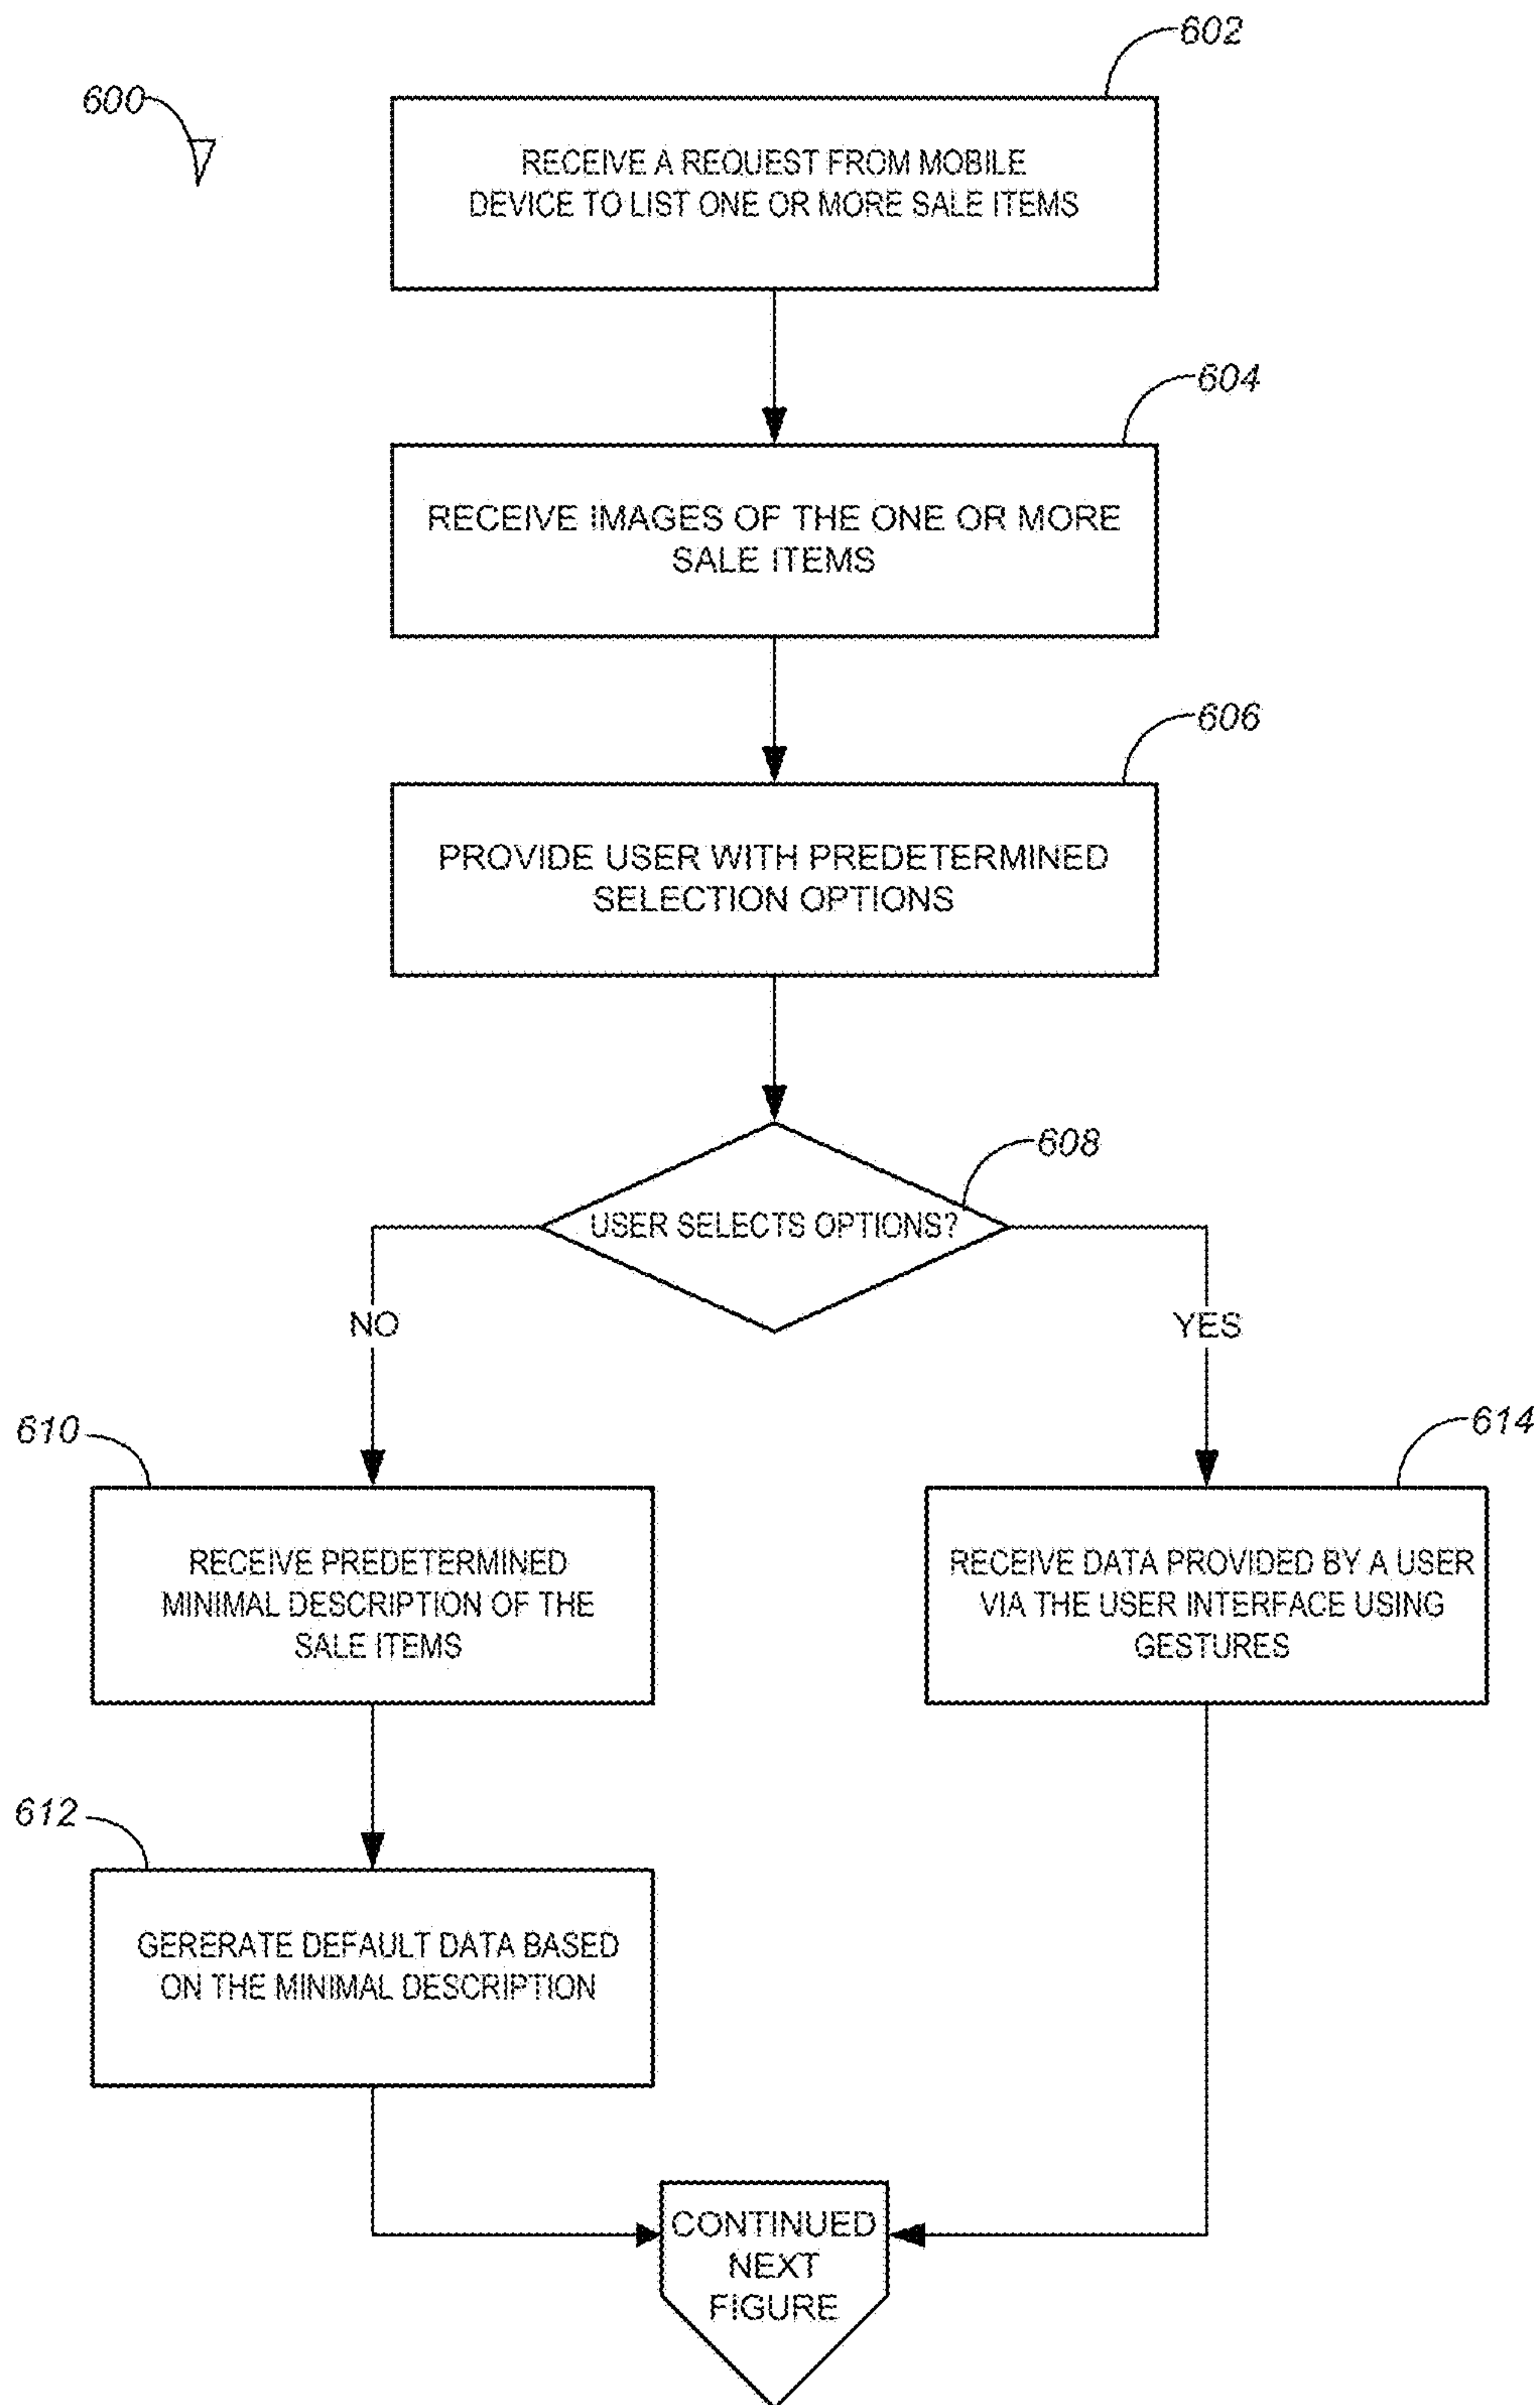 602
600
RECEIVE A REQUEST FROM MOBILE
DEVICE TO LIST ONE OR MORE SALE ITEMS
604
RECEIVE IMAGES OF THE ONE OR MORE
SALE ITEMS
606
PROVIDE USER WITH PREDETERMINED
SELECTION OPTIONS
608
USER SELECTS OPTIONS?
NO
YES
610
614
RECEIVE PREDETERMINED
MINIMAL DESCRIPTION OF THE
SALE ITEMS
RECEIVE DATA PROVIDED BY A USER
VIA THE USER INTERFACE USING
GESTURES
612
GERERATE DEFAULT DATA BASED
ON THE MINIMAL DESCRIPTION
CONTINUED
NEXT
FIGURE